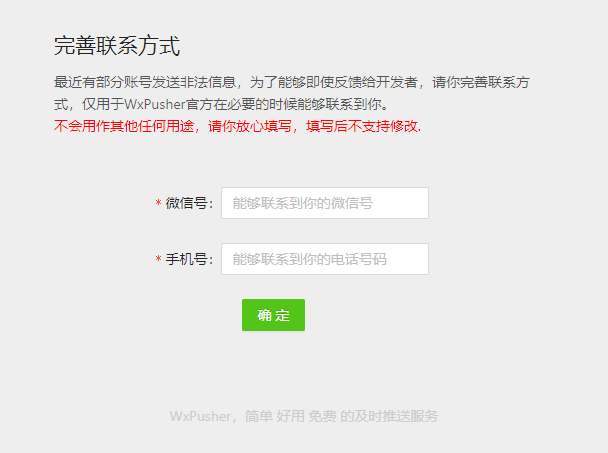 完善联系方式
最近有部分账号发送非法信息，为了能够即使反馈给开发者，请你完善联系方
式，仅用于WxPusher官方在必要的时候能够联系到你。
不会用作其他任何用途，请你放心填写，填写后不支持修改.
* 微信号: 能够联系到你的微信号
* 手机号: 能够联系到你的电话号码
确 定
WxPusher，简单 好用 免费 的及时推送服务